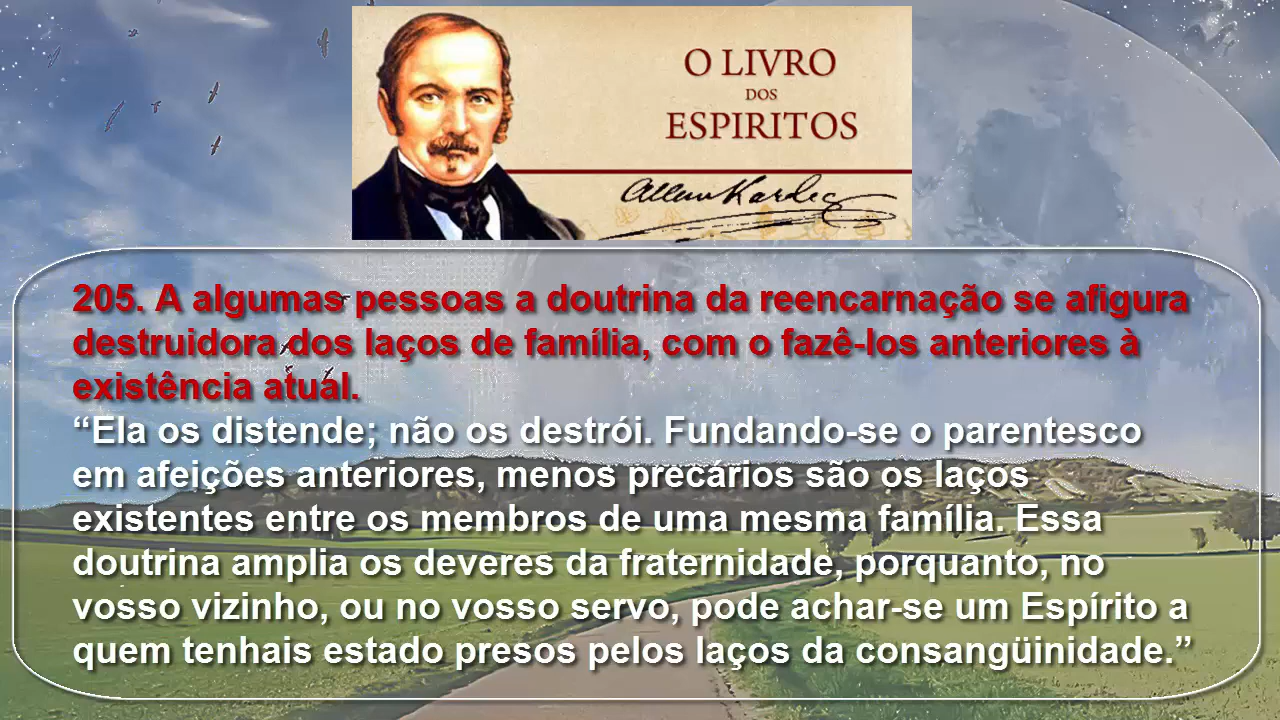 O LIVRO
DOS
ESPIRITOS
Allan Kardec
205. A algumas pessoas a doutrina da reencarnação se afigura
destruidora dos laços de família, com o fazê-los anteriores à
existência atual.
“Ela os distende; não os destrói. Fundando-se o parentesco
em afeições anteriores, menos precários são os laços
existentes entre os membros de uma mesma família. Essa
doutrina amplia os deveres da fraternidade, porquanto, no
vosso vizinho, ou no vosso servo, pode achar-se um Espírito a
quem tenhais estado presos pelos laços da consangüinidade.”